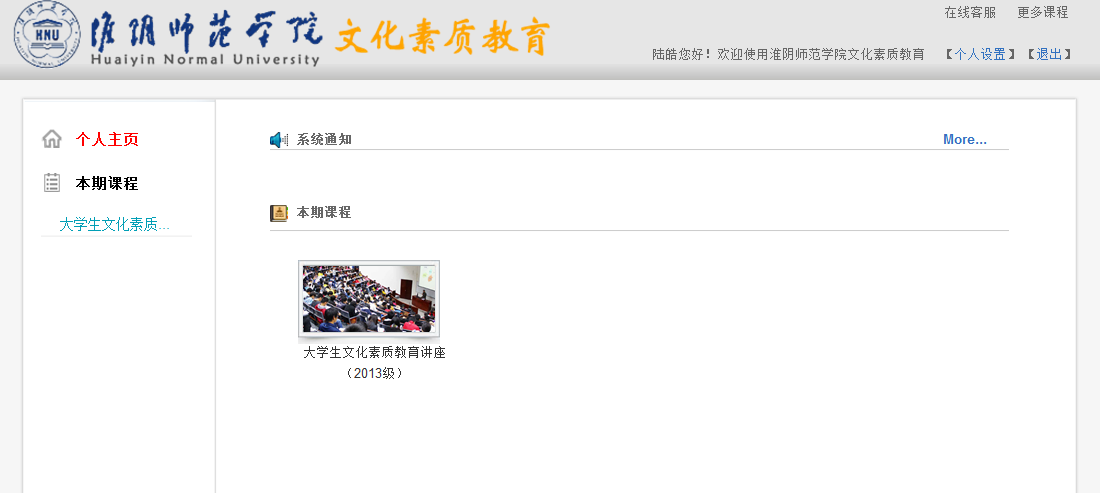 在线客服 更多课程
淮阴师范学院 文化素质教育
HNU
Huaiyin Normal University
陆皓您好！欢迎使用淮阴师范学院文化素质教育 【个人设置】【退出】
个人主页
系统通知 More...
本期课程
本期课程
大学生文化素质...
大学生文化素质教育讲座
（2013级）